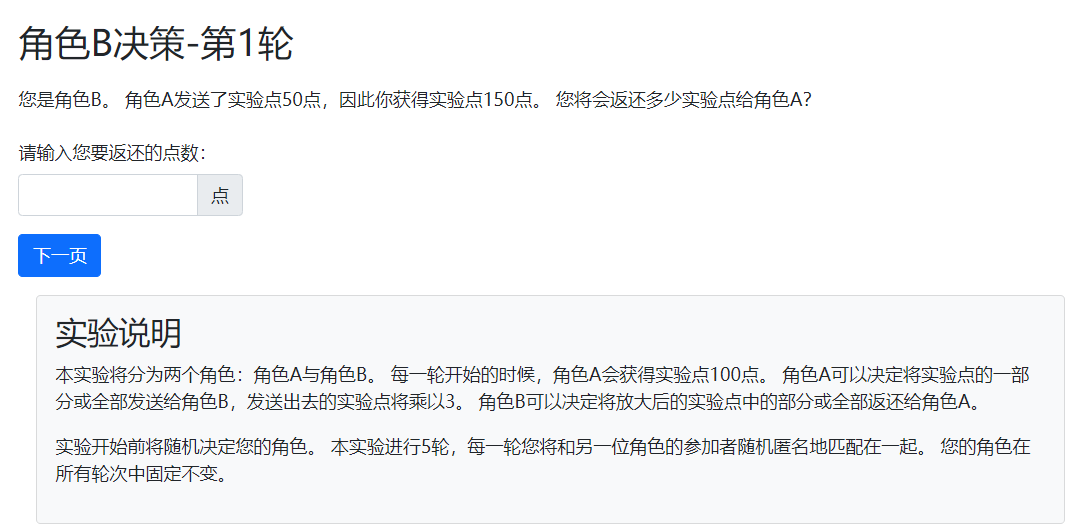 角色B决策-第1轮
您是角色B。 角色A发送了实验点50点，因此你获得实验点150点。 您将会返还多少实验点给角色A？
请输入您要返还的点数：
点
下一页
实验说明
本实验将分为两个角色：角色A与角色B。 每一轮开始的时候，角色A会获得实验点100点。 角色A可以决定将实验点的一部
分或全部发送给角色B，发送出去的实验点将乘以3。 角色B可以决定将放大后的实验点中的部分或全部返还给角色A。
实验开始前将随机决定您的角色。 本实验进行5轮，每一轮您将和另一位角色的参加者随机匿名地匹配在一起。 您的角色在
所有轮次中固定不变。